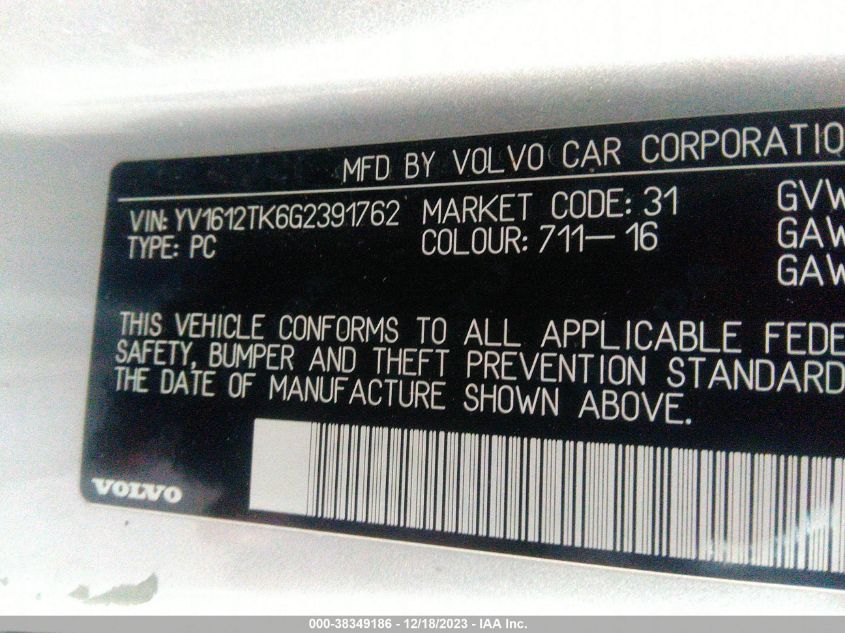 MFD BY VOLVO CAR CORPORATIO
VIN: YV1612TK6G2391762 MARKET CODE: 31 GVW
TYPE: PC COLOUR: 711—16 GAW
GAW
THIS VEHICLE CONFORMS TO ALL APPLICABLE FEDE
SAFETY, BUMPER AND THEFT PREVENTION STANDARD
THE DATE OF MANUFACTURE SHOWN ABOVE.
VOLVO
000-38349186 - 12/18/2023 - IAA Inc.